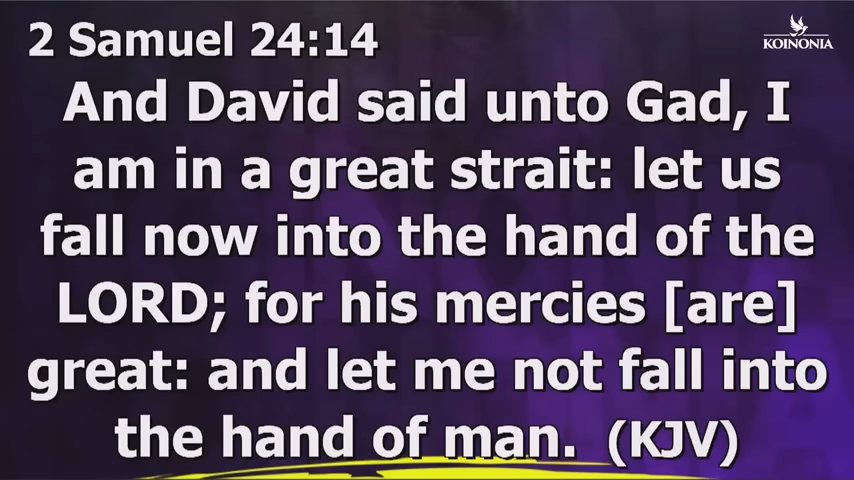 2 Samuel 24:14
KOINONIA
And David said unto Gad, I
am in a great strait: let us
fall now into the hand of the
LORD; for his mercies [are]
great: and let me not fall into
the hand of man. (KJV)